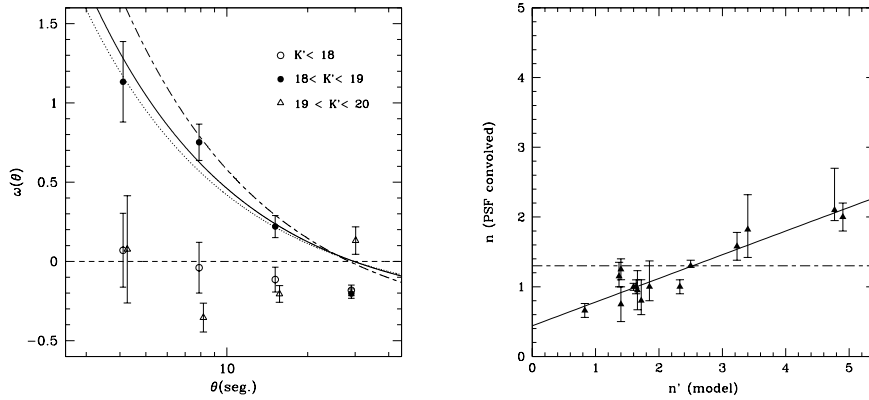 1.5
1
0.5
0
−0.5
ω(θ)
K'< 18
18< K'< 19
19 < K'< 20
10
θ(seg.)
5
4
3
2
1
0
n (PSF convolved)
0 1 2 3 4 5
n' (model)